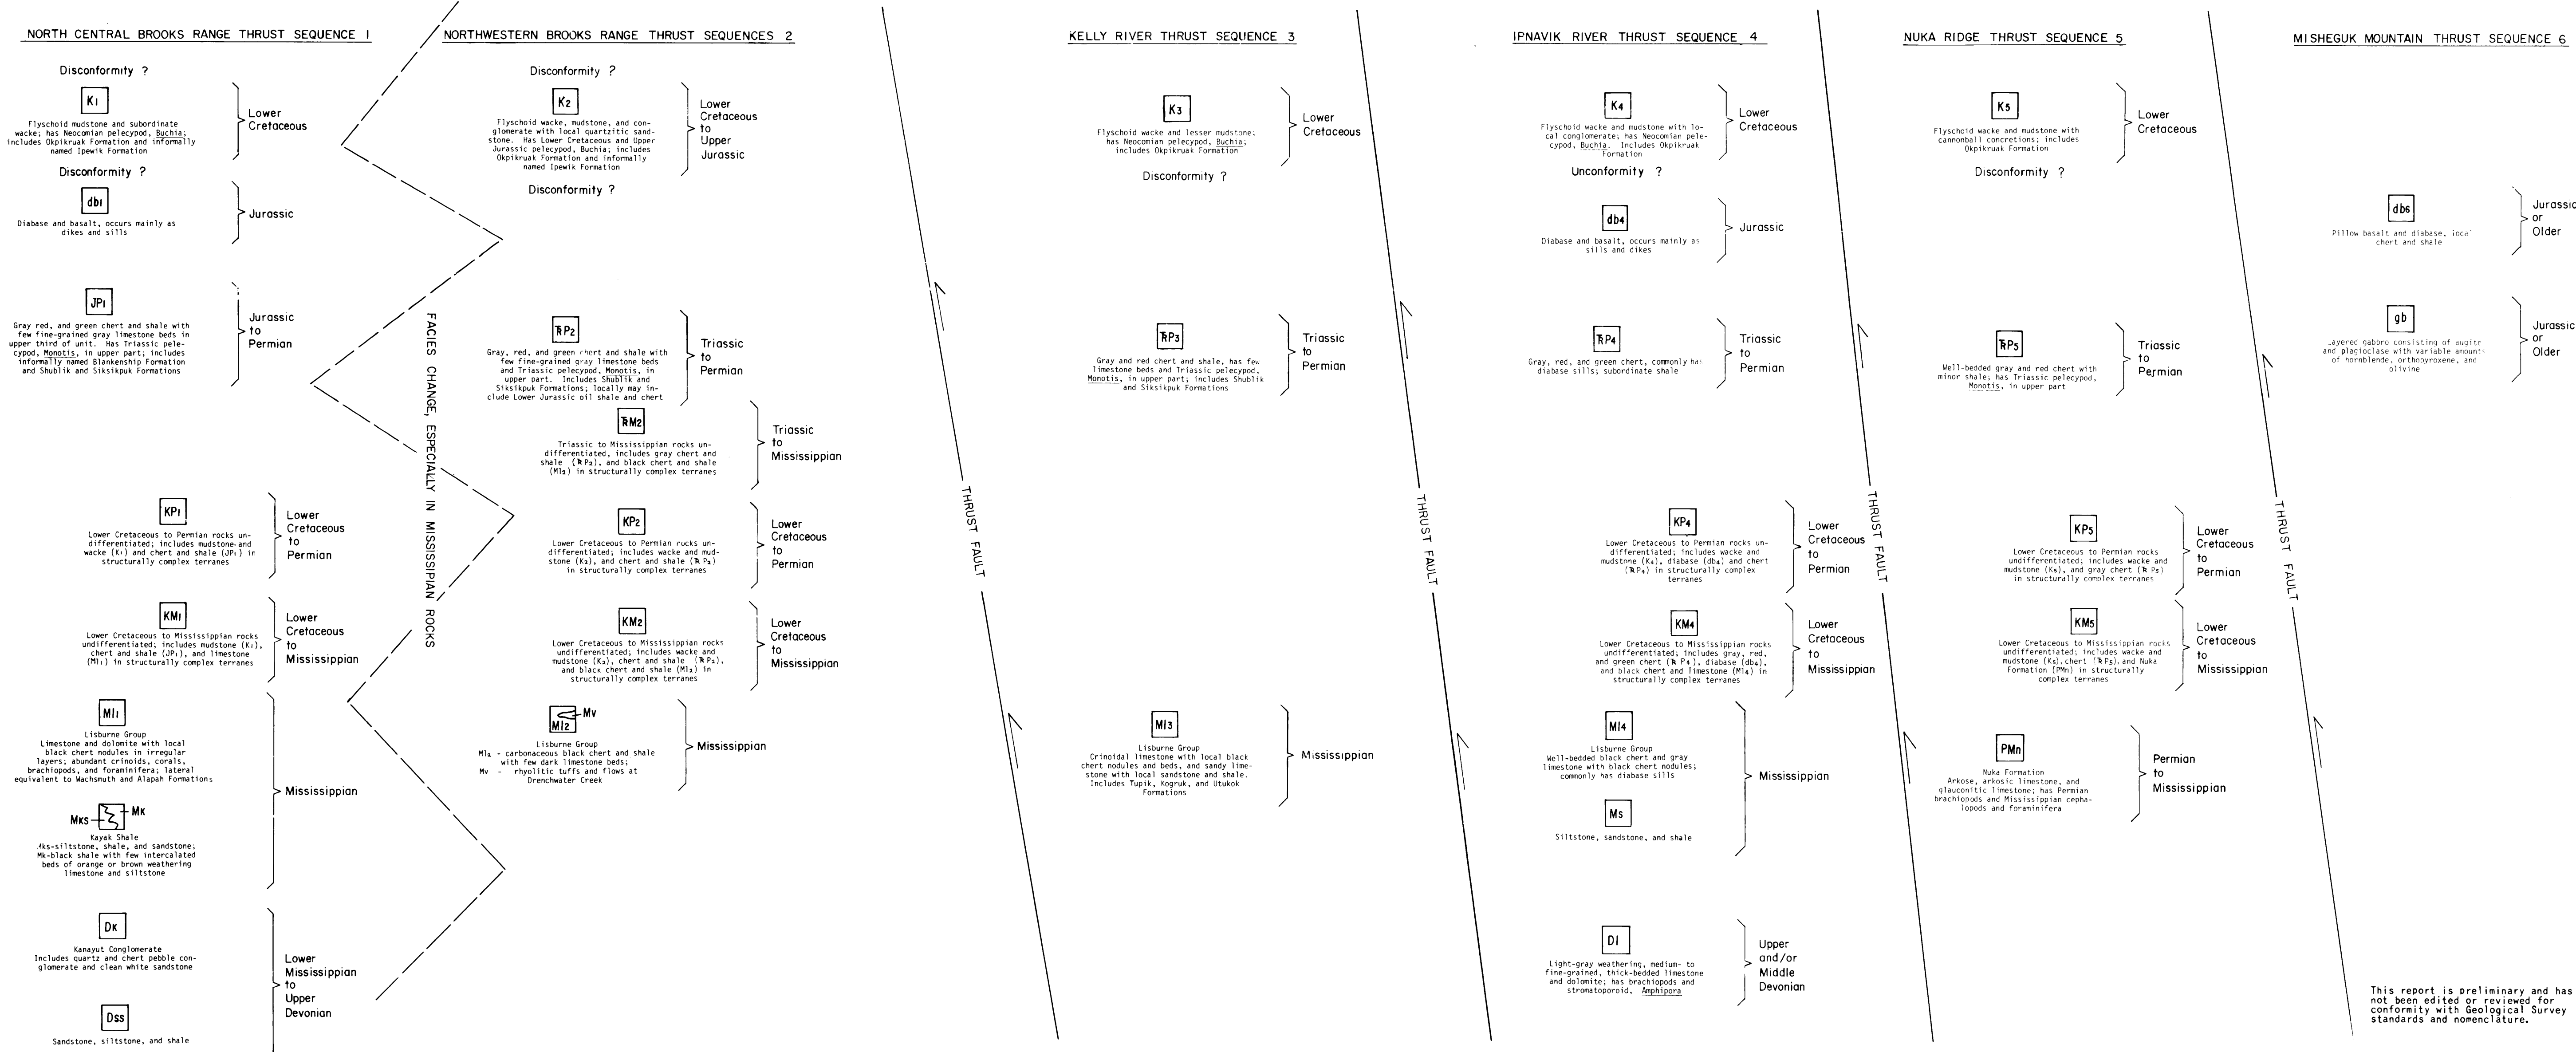 NORTH CENTRAL BROOKS RANGE THRUST SEQUENCE 1
Disconformity ?
K1
Flyschoid mudstone and subordinate
wacke; has Neocomian pelecypod, Buchia;
includes Okpikruak Formation and informally
named Ipewik Formation
Lower
Cretaceous
Disconformity ?
db1
Diabase and basalt, occurs mainly as
dikes and sills
Jurassic
JP1
Gray red, and green chert and shale with
few fine-grained gray limestone beds in
upper third of unit. Has Triassic pele-
cypod, Monotis, in upper part; includes
informally named Blankenship Formation
and Shublik and Siksikpuk Formations
Jurassic
to
Permian
KP1
Lower Cretaceous to Permian rocks un-
differentiated; includes mudstone and
wacke (K1) and chert and shale (JP1) in
structurally complex terranes
Lower
Cretaceous
to
Permian
KM1
Lower Cretaceous to Mississippian rocks
undifferentiated; includes mudstone (K1),
chert and shale (JP1), and limestone
(Ml1) in structurally complex terranes
Lower
Cretaceous
to
Mississippian
Ml1
Lisburne Group
Limestone and dolomite with local
black chert nodules in irregular
layers; abundant crinoids, corals,
brachiopods, and foraminifera; lateral
equivalent to Wachsmuth and Alapah Formations
Mississippian
Mks
Mk
Kayak Shale
Mks-siltstone, shale, and sandstone;
Mk-black shale with few intercalated
beds of orange or brown weathering
limestone and siltstone
Dk
Kanayut Conglomerate
Includes quartz and chert pebble con-
glomerate and clean white sandstone
Lower
Mississippian
to
Upper
Devonian
Dss
Sandstone, siltstone, and shale
FACIES CHANGE, ESPECIALLY IN MISSISSIPIAN ROCKS
NORTHWESTERN BROOKS RANGE THRUST SEQUENCES 2
Disconformity ?
K2
Flyschoid wacke, mudstone, and con-
glomerate with local quartzitic sand-
stone. Has Lower Cretaceous and Upper
Jurassic pelecypod, Buchia; includes
Okpikruak Formation and informally
named Ipewik Formation
Lower
Cretaceous
to
Upper
Jurassic
Disconformity ?
TRP2
Gray, red, and green chert and shale with
few fine-grained gray limestone beds
and Triassic pelecypod, Monotis, in
upper part. Includes Shublik and
Siksikpuk Formations; locally may in-
clude Lower Jurassic oil shale and chert
Triassic
to
Permian
TRM2
Triassic to Mississippian rocks un-
differentiated, includes gray chert and
shale (TRP2), and black chert and shale
(Ml2) in structurally complex terranes
Triassic
to
Mississippian
KP2
Lower Cretaceous to Permian rocks un-
differentiated; includes wacke and mud-
stone (K2), and chert and shale (TRP2)
in structurally complex terranes
Lower
Cretaceous
to
Permian
KM2
Lower Cretaceous to Mississippian rocks
undifferentiated; includes wacke and
mudstone (K2), chert and shale (TRP2),
and black chert and shale (Ml2) in
structurally complex terranes
Lower
Cretaceous
to
Mississippian
Mv
Ml2
Lisburne Group
Ml2 - carbonaceous black chert and shale
with few dark limestone beds;
Mv - rhyolitic tuffs and flows at
Drenchwater Creek
Mississippian
THRUST FAULT
KELLY RIVER THRUST SEQUENCE 3
K3
Flyschoid wacke and lesser mudstone;
has Neocomian pelecypod, Buchia;
includes Okpikruak Formation
Lower
Cretaceous
Disconformity ?
TRP3
Gray and red chert and shale, has few
limestone beds and Triassic pelecypod,
Monotis, in upper part; includes Shublik
and Siksikpuk Formations
Triassic
to
Permian
Ml3
Lisburne Group
Crinoidal limestone with local black
chert nodules and beds, and sandy lime-
stone with local sandstone and shale.
Includes Tupik, Kogruk, and Utukok
Formations
Mississippian
THRUST FAULT
IPNAVIK RIVER THRUST SEQUENCE 4
K4
Flyschoid wacke and mudstone with lo-
cal conglomerate; has Neocomian pele-
cypod, Buchia. Includes Okpikruak
Formation
Lower
Cretaceous
Unconformity ?
db4
Diabase and basalt, occurs mainly as
sills and dikes
Jurassic
TRP4
Gray, red, and green chert, commonly has
diabase sills; subordinate shale
Triassic
to
Permian
KP4
Lower Cretaceous to Permian rocks un-
differentiated; includes wacke and
mudstone (K4), diabase (db4) and chert
(TRP4) in structurally complex
terranes
Lower
Cretaceous
to
Permian
KM4
Lower Cretaceous to Mississippian rocks
undifferentiated; includes gray, red,
and green chert (TRP4), diabase (db4),
and black chert and limestone (Ml4) in
structurally complex terranes
Lower
Cretaceous
to
Mississippian
Ml4
Lisburne Group
Well-bedded black chert and gray
limestone with black chert nodules;
commonly has diabase sills
Mississippian
Ms
Siltstone, sandstone, and shale
Dl
Light-gray weathering, medium- to
fine-grained, thick-bedded limestone
and dolomite; has brachiopods and
stromatoporoid, Amphipora
Upper
and/or
Middle
Devonian
THRUST FAULT
NUKA RIDGE THRUST SEQUENCE 5
K5
Flyschoid wacke and mudstone with
cannonball concretions; includes
Okpikruak Formation
Lower
Cretaceous
Disconformity ?
TRP5
Well-bedded gray and red chert with
minor shale; has Triassic pelecypod,
Monotis, in upper part
Triassic
to
Permian
KP5
Lower Cretaceous to Permian rocks
undifferentiated; includes wacke and
mudstone (K5), and gray chert (TRP5)
in structurally complex terranes
Lower
Cretaceous
to
Permian
KM5
Lower Cretaceous to Mississippian rocks
undifferentiated; includes wacke and
mudstone (K5), chert (TRP5), and Nuka
Formation (PMn) in structurally
complex terranes
Lower
Cretaceous
to
Mississippian
PMn
Nuka Formation
Arkose, arkosic limestone, and
glauconitic limestone; has Permian
brachiopods and Mississippian cepha-
lopods and foraminifera
Permian
to
Mississippian
THRUST FAULT
MISHEGUK MOUNTAIN THRUST SEQUENCE 6
db6
Pillow basalt and diabase, local
chert and shale
Jurassic
or
Older
gb
Layered gabbro consisting of augite
and plagioclase with variable amounts
of hornblende, orthopyroxene, and
olivine
Jurassic
or
Older
This report is preliminary and has
not been edited or reviewed for
conformity with Geological Survey
standards and nomenclature.